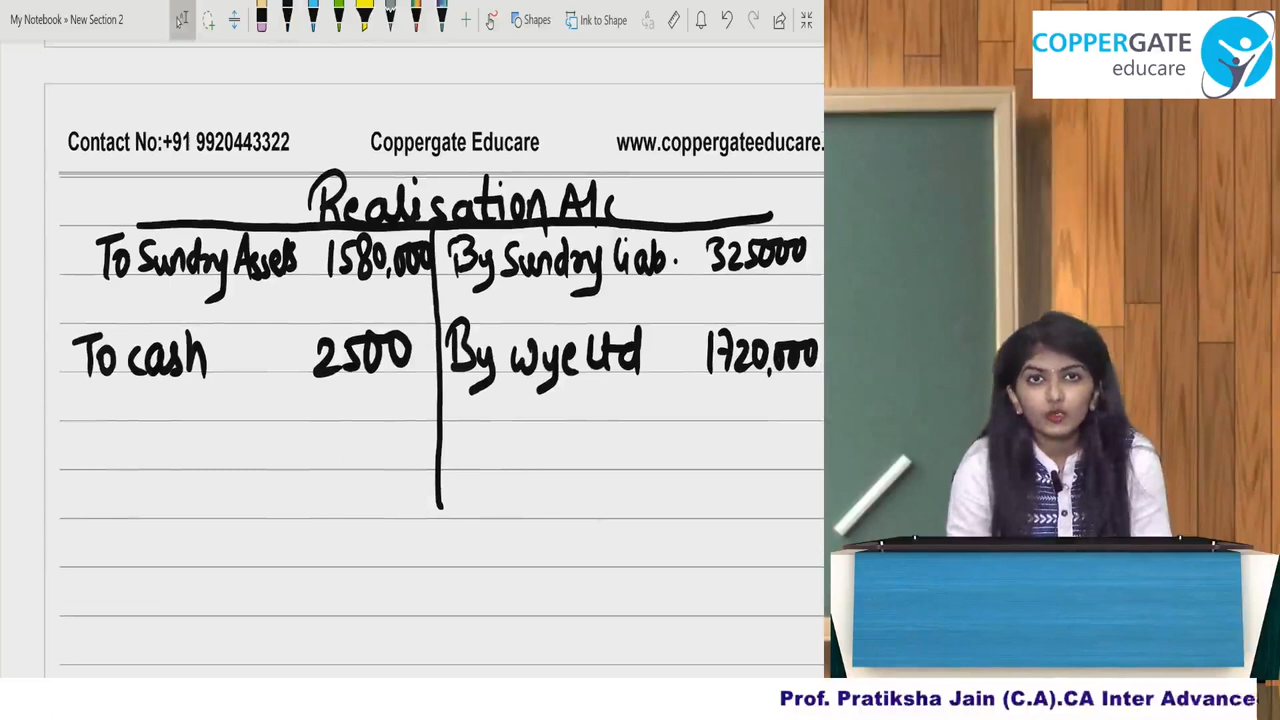 My Notebook » New Section 2
Shapes
Ink to Shape
COPPERGATE
educare
Contact No:+91 9920443322 Coppergate Educare www.coppergateeducare.
Realisation A/c
To Sundry Assets 1580,000 By Sundry Liab. 325000
To cash 2500 By Wye Ltd 1720,000
Prof. Pratiksha Jain (C.A).CA Inter Advance